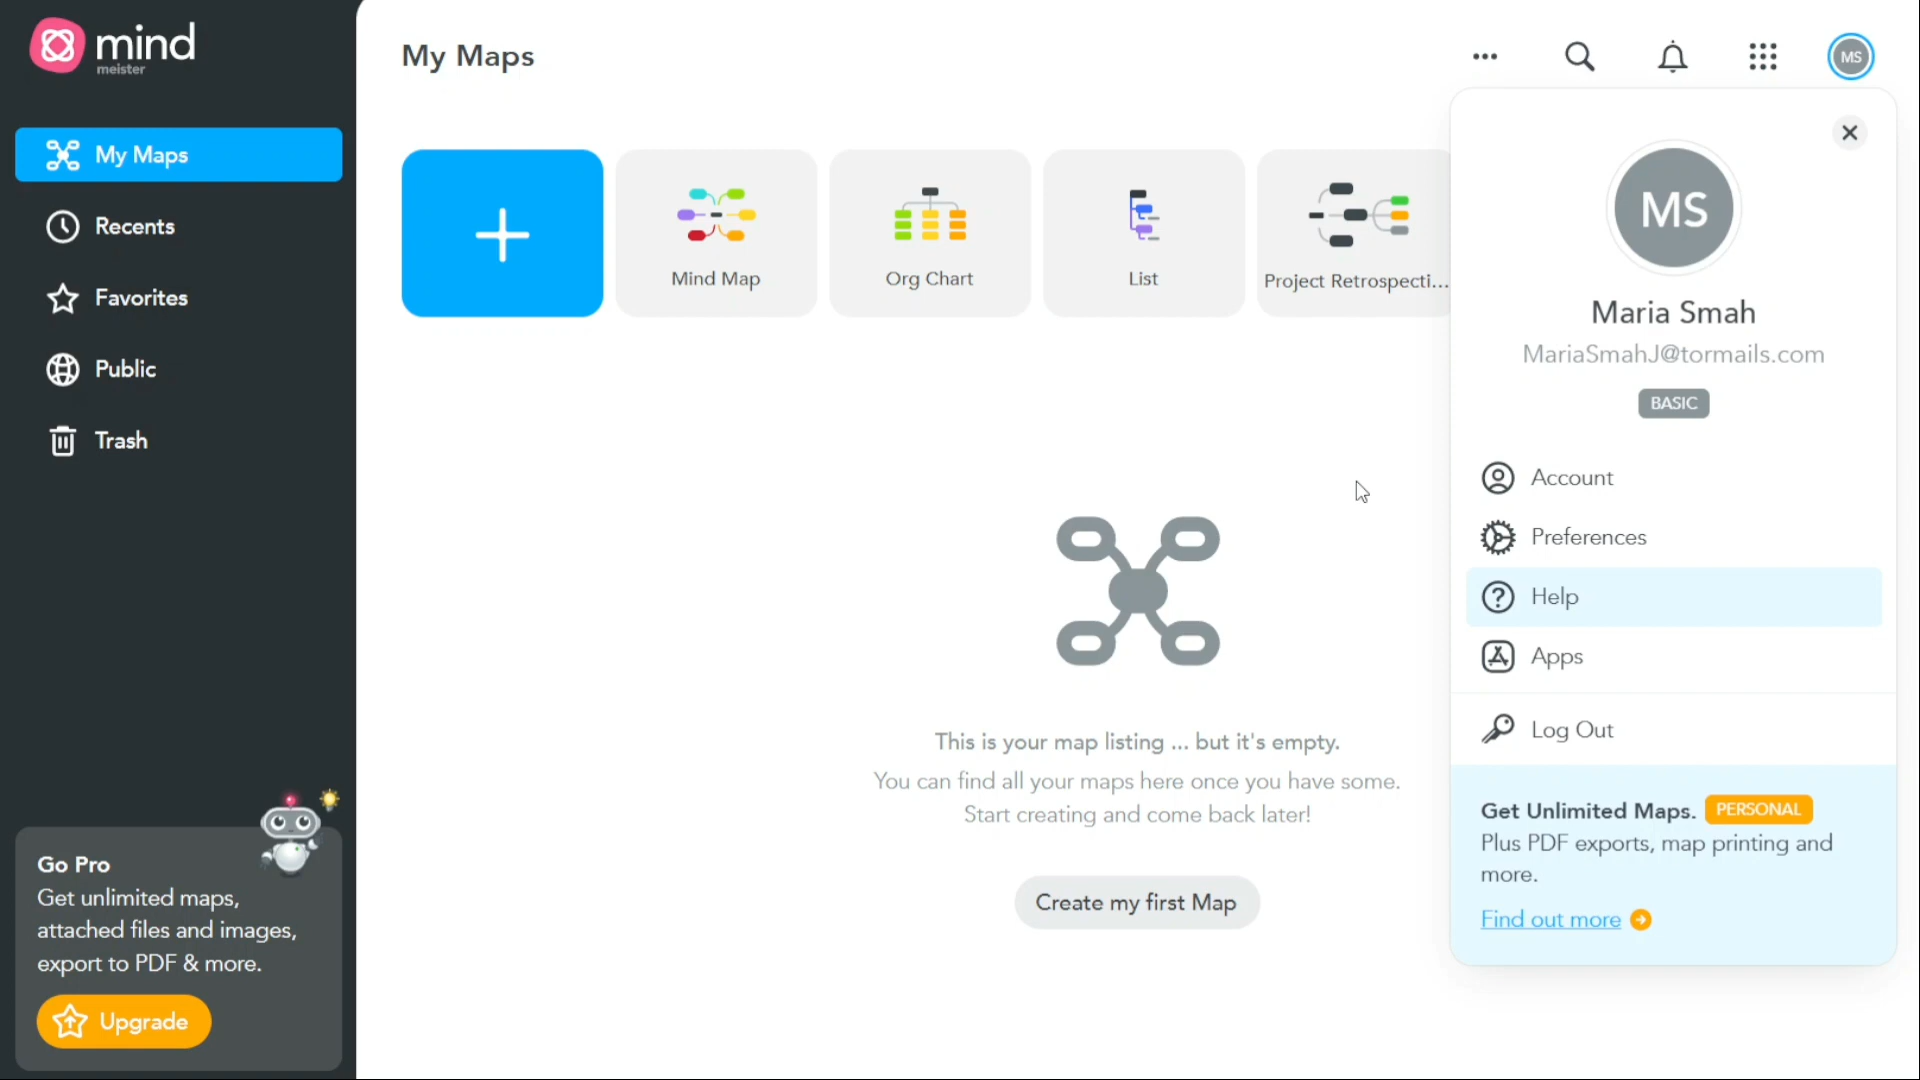 mind
meister
My Maps
Recents
Favorites
Public
Trash
Go Pro
Get unlimited maps,
attached files and images,
export to PDF & more.
Upgrade
My Maps
MS
Mind Map
Org Chart
List
Project Retrospecti...
This is your map listing ... but it's empty.
You can find all your maps here once you have some.
Start creating and come back later!
Create my first Map
MS
Maria Smah
MariaSmahJ@tormails.com
BASIC
Account
Preferences
Help
Apps
Log Out
Get Unlimited Maps. PERSONAL
Plus PDF exports, map printing and
more.
Find out more